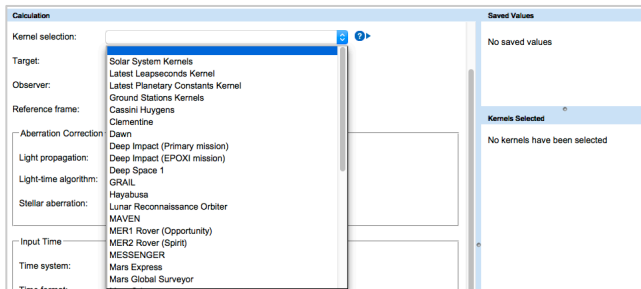 Calculation
Kernel selection:
Target:
Observer:
Reference frame:
Aberration Correction
Light propagation:
Light-time algorithm:
Stellar aberration:
Input Time
Time system:
Solar System Kernels
Latest Leapseconds Kernel
Latest Planetary Constants Kernel
Ground Stations Kernels
Cassini Huygens
Clementine
Dawn
Deep Impact (Primary mission)
Deep Impact (EPOXI mission)
Deep Space 1
GRAIL
Hayabusa
Lunar Reconnaissance Orbiter
MAVEN
MER1 Rover (Opportunity)
MER2 Rover (Spirit)
MESSENGER
Mars Express
Mars Global Surveyor
Saved Values
No saved values
Kernels Selected
No kernels have been selected